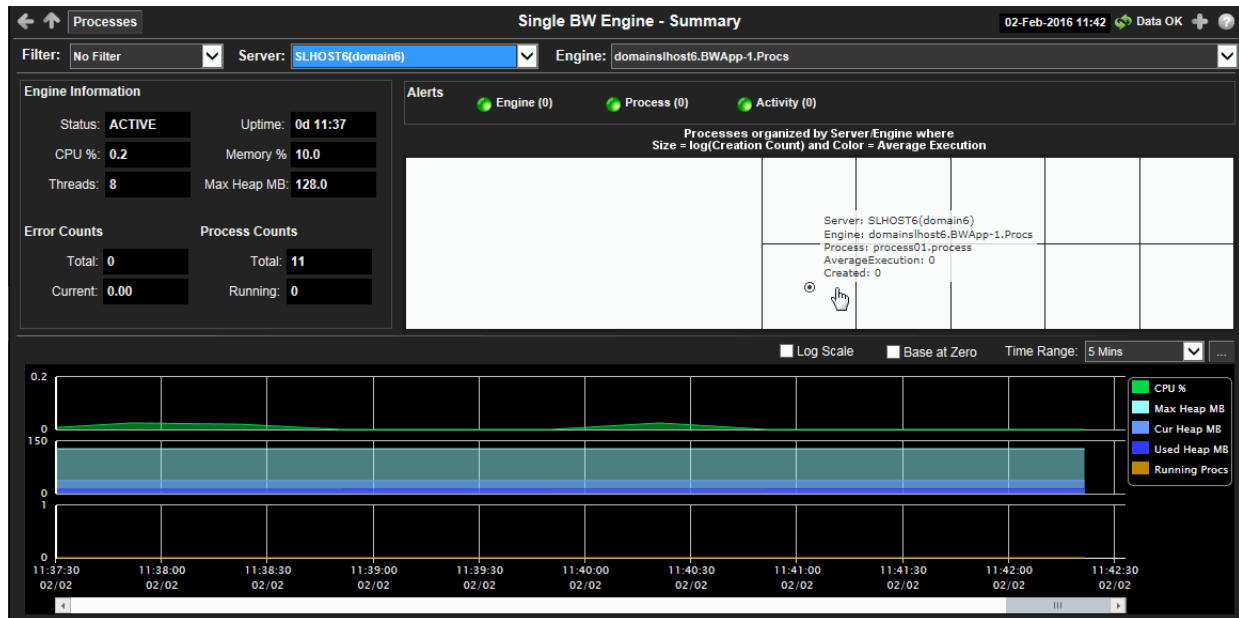 Processes
Single BW Engine - Summary
02-Feb-2016 11:42 Data OK
Filter: No Filter Server: SLHOST6(domain6) Engine: domainslhost6.BWApp-1.Procs
Engine Information
Status: ACTIVE Uptime: 0d 11:37
CPU %: 0.2 Memory % 10.0
Threads: 8 Max Heap MB: 128.0
Error Counts Process Counts
Total: 0 Total: 11
Current: 0.00 Running: 0
Alerts Engine (0) Process (0) Activity (0)
Processes organized by Server/Engine where
Size = log(Creation Count) and Color = Average Execution
Server: SLHOST6(domain6)
Engine: domainslhost6.BWApp-1.Procs
Process: process01.process
AverageExecution: 0
Created: 0
Log Scale Base at Zero Time Range: 5 Mins ...
0.2
0
150
0
1
0
CPU %
Max Heap MB
Cur Heap MB
Used Heap MB
Running Procs
11:37:30 11:38:00 11:38:30 11:39:00 11:39:30 11:40:00 11:40:30 11:41:00 11:41:30 11:42:00 11:42:30
02/02 02/02 02/02 02/02 02/02 02/02 02/02 02/02 02/02 02/02 02/02